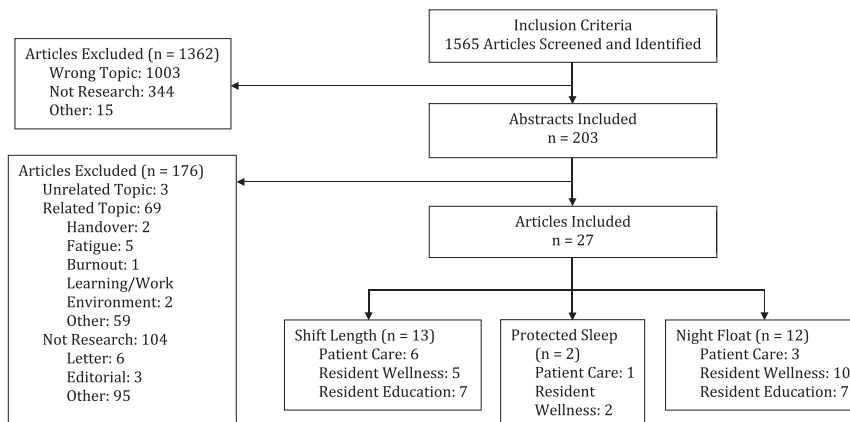 Inclusion Criteria
1565 Articles Screened and Identified
Articles Excluded (n = 1362)
Wrong Topic: 1003
Not Research: 344
Other: 15
Abstracts Included
n = 203
Articles Excluded (n = 176)
Unrelated Topic: 3
Related Topic: 69
Handover: 2
Fatigue: 5
Burnout: 1
Learning/Work
Environment: 2
Other: 59
Not Research: 104
Letter: 6
Editorial: 3
Other: 95
Articles Included
n = 27
Shift Length (n = 13)
Patient Care: 6
Resident Wellness: 5
Resident Education: 7
Protected Sleep
(n = 2)
Patient Care: 1
Resident
Wellness: 2
Night Float (n = 12)
Patient Care: 3
Resident Wellness: 10
Resident Education: 7